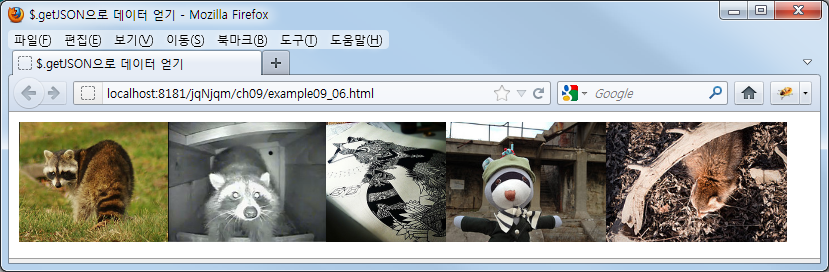 $.getJSON으로 데이터 얻기 - Mozilla Firefox
파일(F) 편집(E) 보기(V) 이동(S) 북마크(B) 도구(T) 도움말(H)
$.getJSON으로 데이터 얻기
localhost:8181/jqNjqm/ch09/example09_06.html
Google